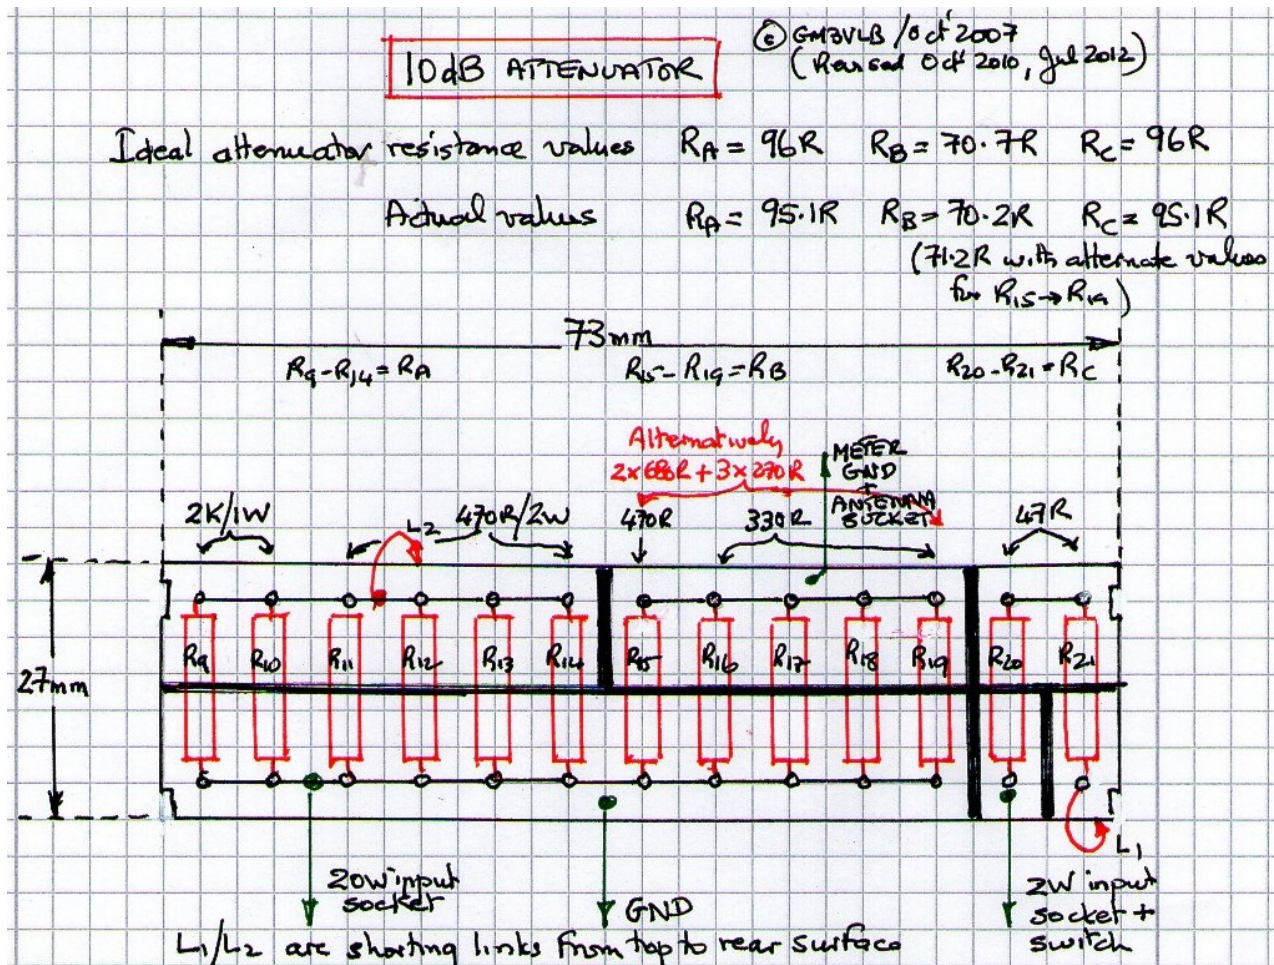 © GM3VLB / Oct 2007
(Revised Oct 2010, Jul 2012)
10dB ATTENUATOR
Ideal attenuator resistance values RA = 96R RB = 70.7R RC = 96R
Actual values RA = 95.1R RB = 70.2R RC = 95.1R
(71.2R with alternate values
for R15→R19)
73mm
R9-R14=RA R15-R19=RB R20-R21=RC
Alternatively
2x680R + 3x270R
METER
GND
+
ANTENNA
SOCKET
2K/1W L2 470R/2W 470R 330R 47R
R9 R10 R11 R12 R13 R14 R15 R16 R17 R18 R19 R20 R21
27mm
L1
20W input
socket
GND
2W input
socket +
switch
L1/L2 are shorting links from top to rear surface